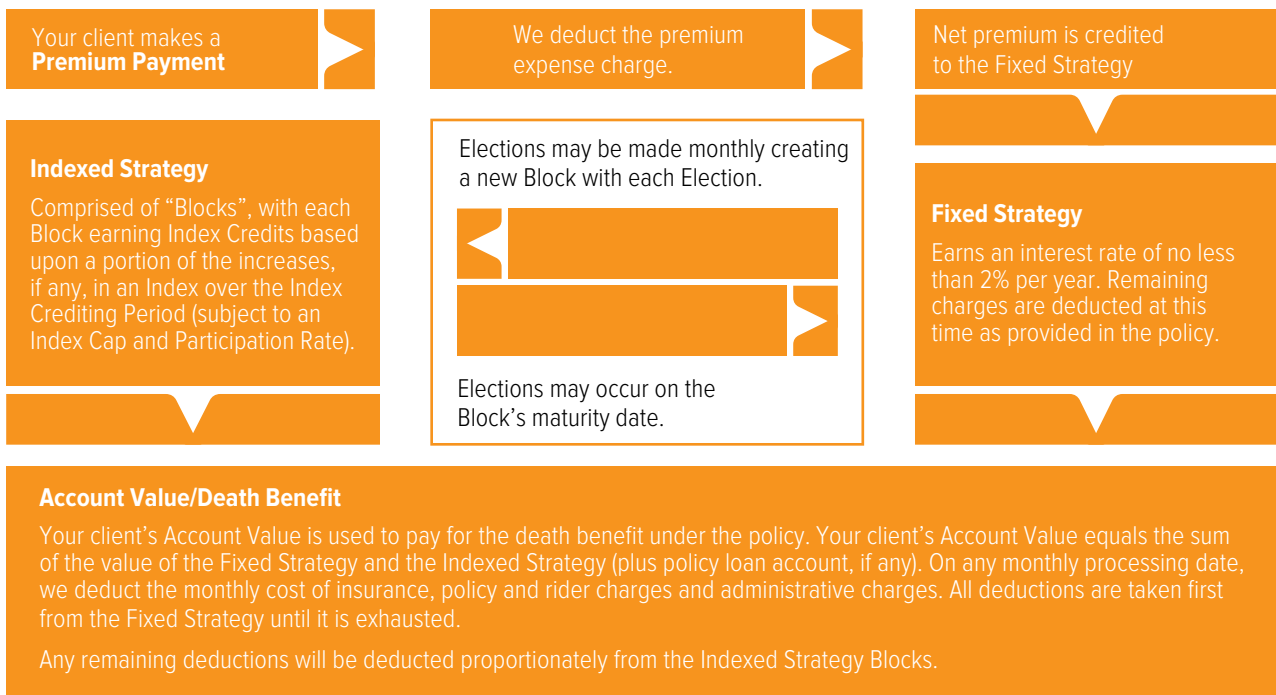 Your client makes a
Premium Payment
We deduct the premium
expense charge.
Net premium is credited
to the Fixed Strategy
Indexed Strategy
Comprised of “Blocks”, with each
Block earning Index Credits based
upon a portion of the increases,
if any, in an Index over the Index
Crediting Period (subject to an
Index Cap and Participation Rate).
Elections may be made monthly creating
a new Block with each Election.
Elections may occur on the
Block’s maturity date.
Fixed Strategy
Earns an interest rate of no less
than 2% per year. Remaining
charges are deducted at this
time as provided in the policy.
Account Value/Death Benefit
Your client’s Account Value is used to pay for the death benefit under the policy. Your client’s Account Value equals the sum
of the value of the Fixed Strategy and the Indexed Strategy (plus policy loan account, if any). On any monthly processing date,
we deduct the monthly cost of insurance, policy and rider charges and administrative charges. All deductions are taken first
from the Fixed Strategy until it is exhausted.
Any remaining deductions will be deducted proportionately from the Indexed Strategy Blocks.